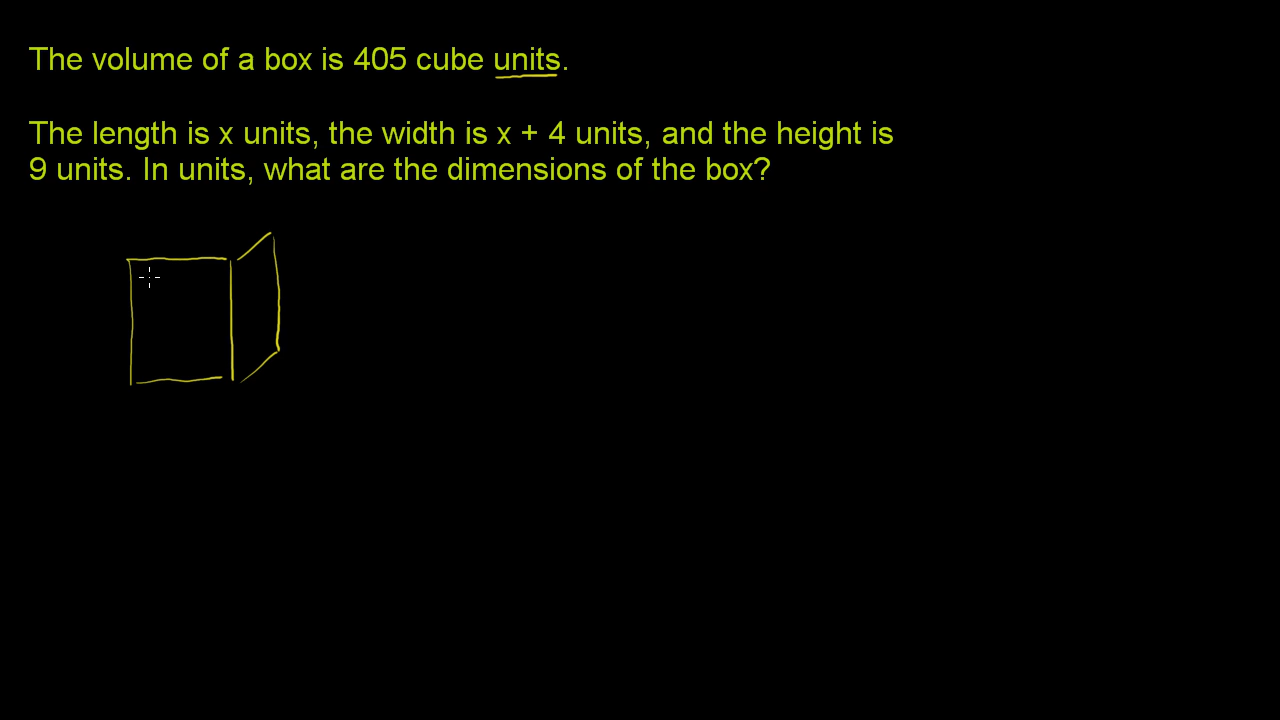 The volume of a box is 405 cube units.
The length is x units, the width is x + 4 units, and the height is
9 units. In units, what are the dimensions of the box?